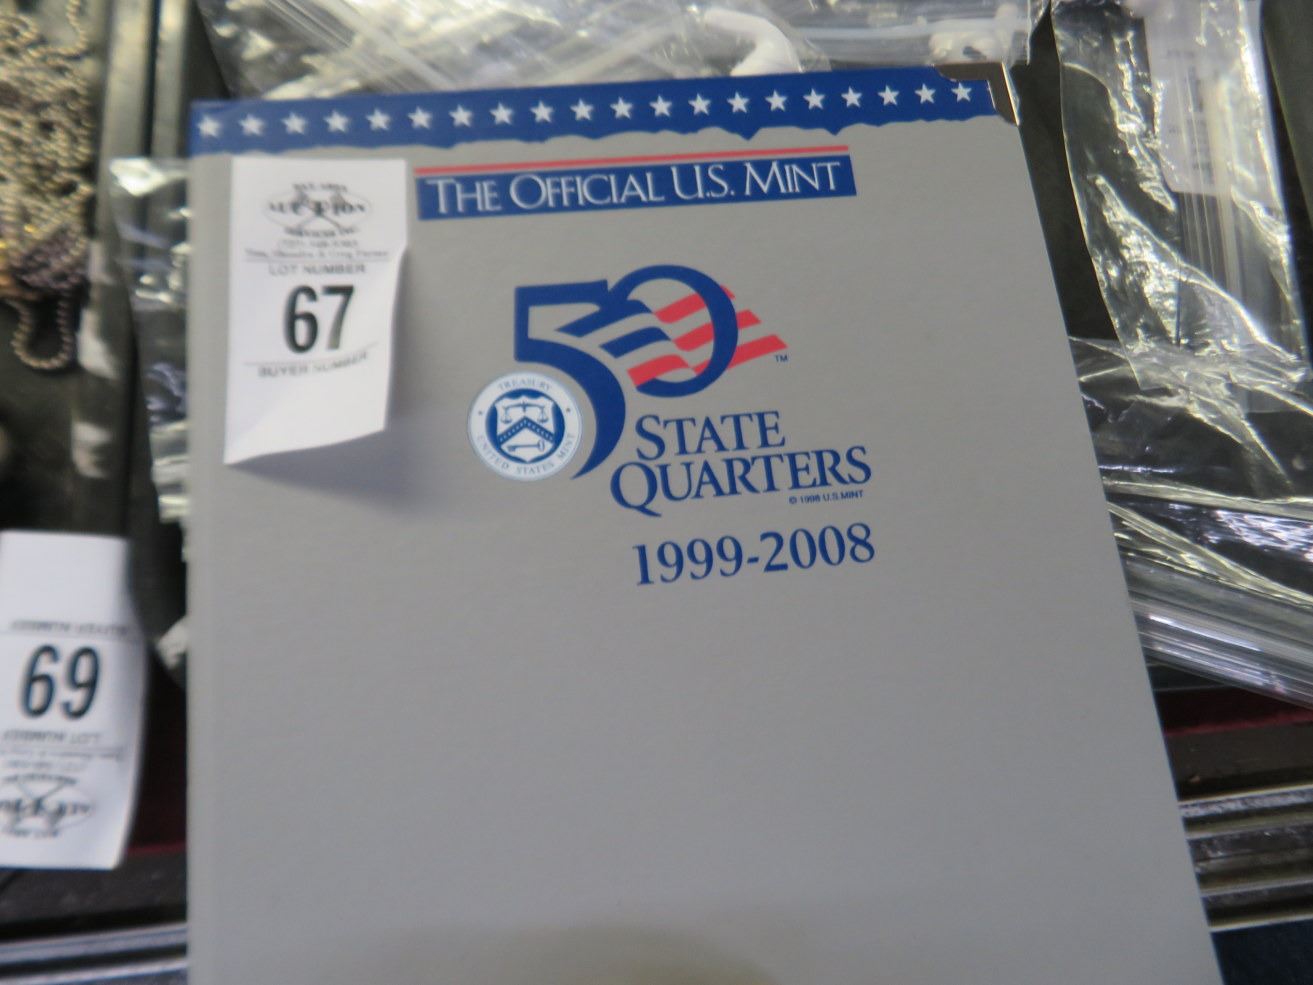 THE OFFICIAL U.S. MINT
AUCTION
LOT NUMBER
67
BUYER NUMBER
50
TM
TREASURY
UNITED STATES MINT
STATE
QUARTERS
© 1998 U.S. MINT
1999-2008
69